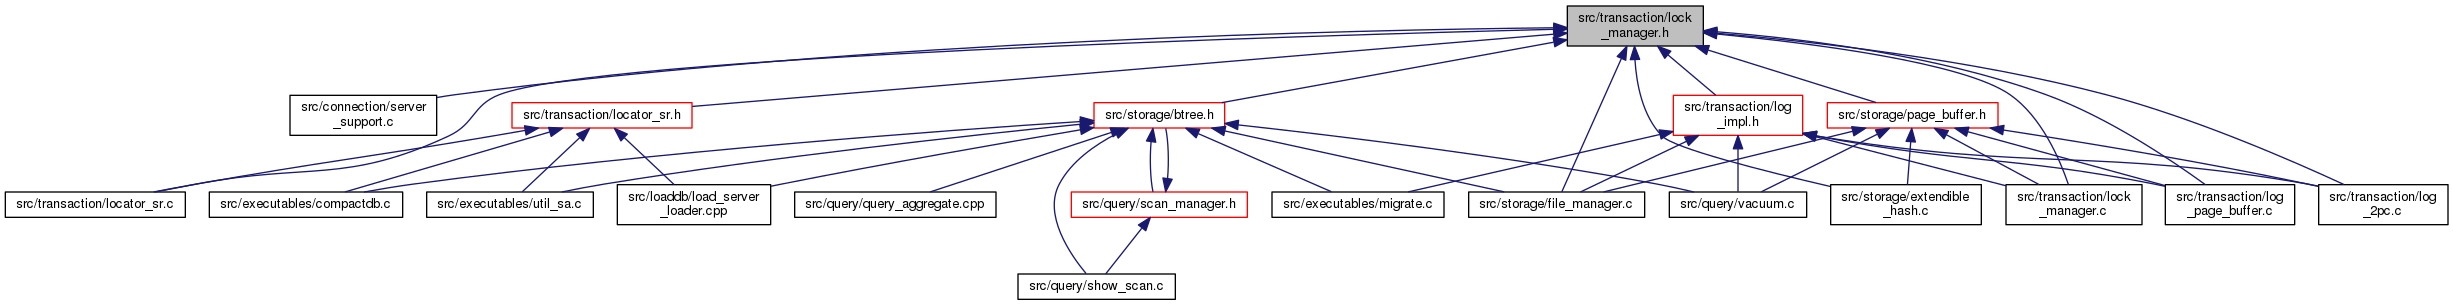 src/transaction/lock
_manager.h
src/connection/server
_support.c
src/transaction/locator_sr.h
src/storage/btree.h
src/transaction/log
_impl.h
src/storage/page_buffer.h
src/transaction/locator_sr.c
src/executables/compactdb.c
src/executables/util_sa.c
src/loaddb/load_server
_loader.cpp
src/query/query_aggregate.cpp
src/query/scan_manager.h
src/executables/migrate.c
src/storage/file_manager.c
src/query/vacuum.c
src/storage/extendible
_hash.c
src/transaction/lock
_manager.c
src/transaction/log
_page_buffer.c
src/transaction/log
_2pc.c
src/query/show_scan.c